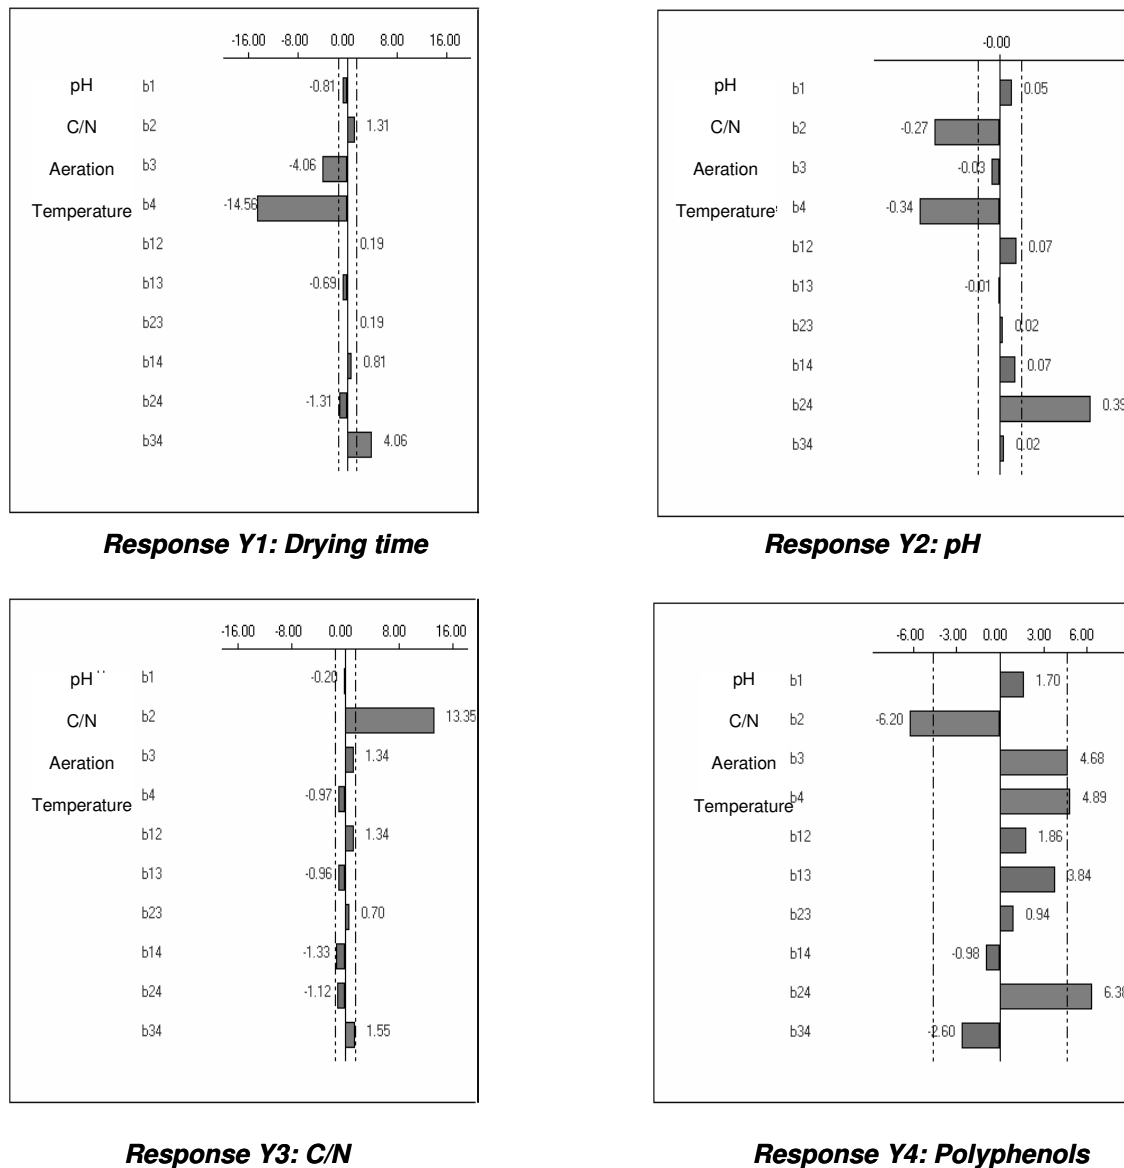 -16.00 -8.00 0.00 8.00 16.00
pH b1 -0.81
C/N b2 1.31
Aeration b3 -4.06
Temperature b4 -14.56
b12 0.19
b13 -0.69
b23 0.19
b14 0.81
b24 -1.31
b34 4.06
Response Y1: Drying time
-0.00
pH b1 0.05
C/N b2 -0.27
Aeration b3 -0.03
Temperature b4 -0.34
b12 0.07
b13 -0.01
b23 0.02
b14 0.07
b24 0.39
b34 0.02
Response Y2: pH
-16.00 -8.00 0.00 8.00 16.00
pH b1 -0.20
C/N b2 13.35
Aeration b3 1.34
Temperature b4 -0.97
b12 1.34
b13 -0.96
b23 0.70
b14 -1.33
b24 -1.12
b34 1.55
Response Y3: C/N
-6.00 -3.00 0.00 3.00 6.00
pH b1 1.70
C/N b2 -6.20
Aeration b3 4.68
Temperature b4 4.89
b12 1.86
b13 3.84
b23 0.94
b14 -0.98
b24 6.38
b34 -2.60
Response Y4: Polyphenols